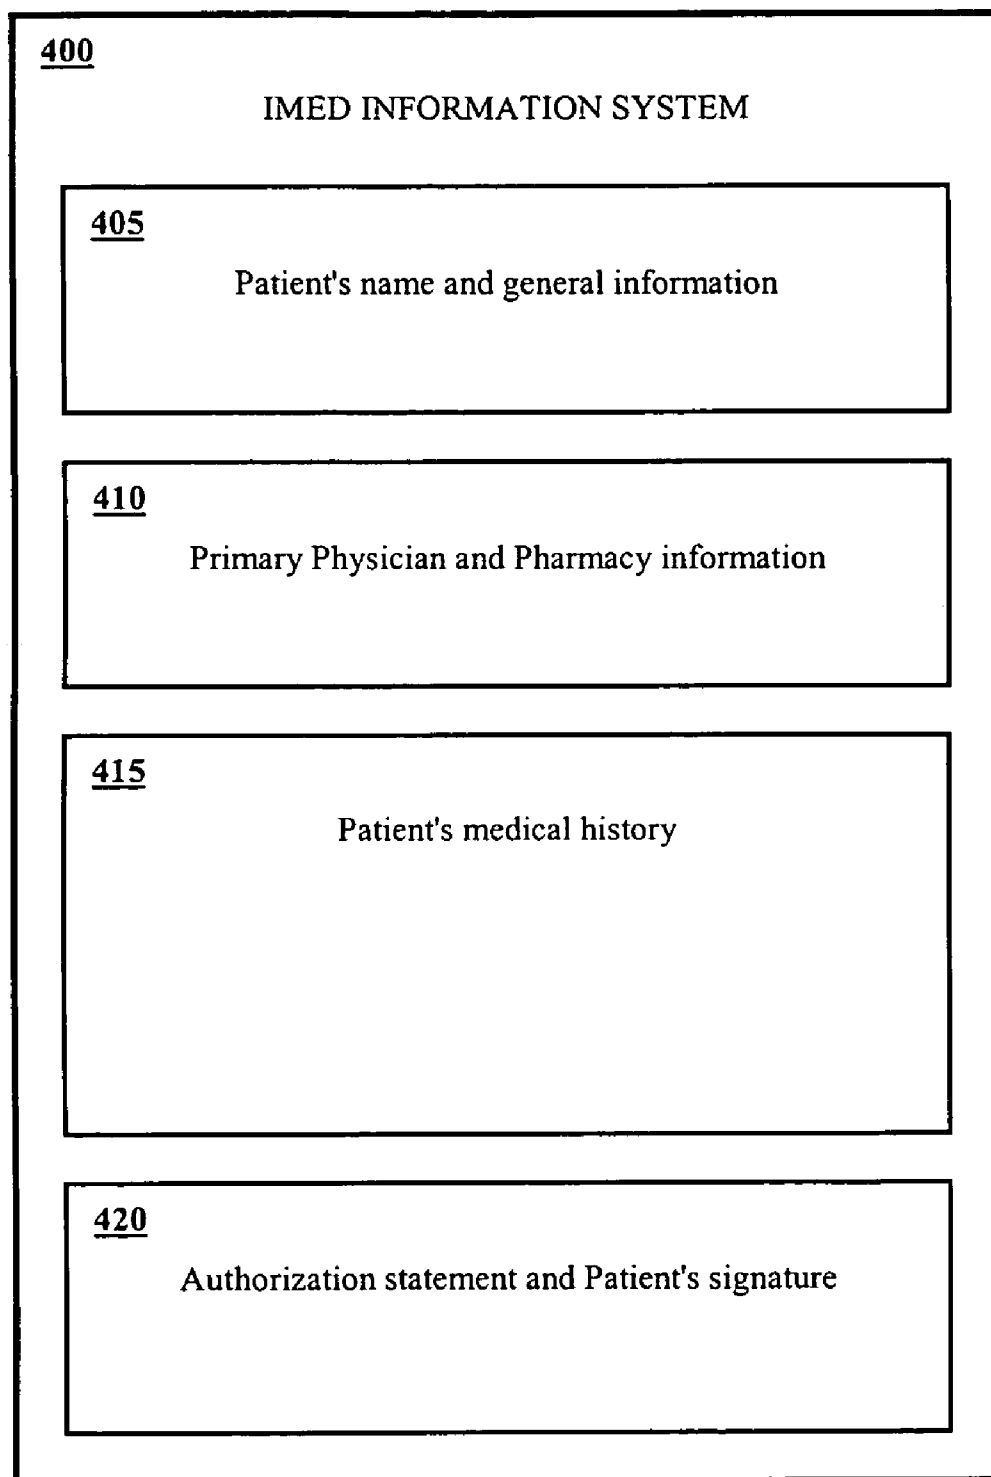 400
IMED INFORMATION SYSTEM
405
Patient's name and general information
410
Primary Physician and Pharmacy information
415
Patient's medical history
420
Authorization statement and Patient's signature